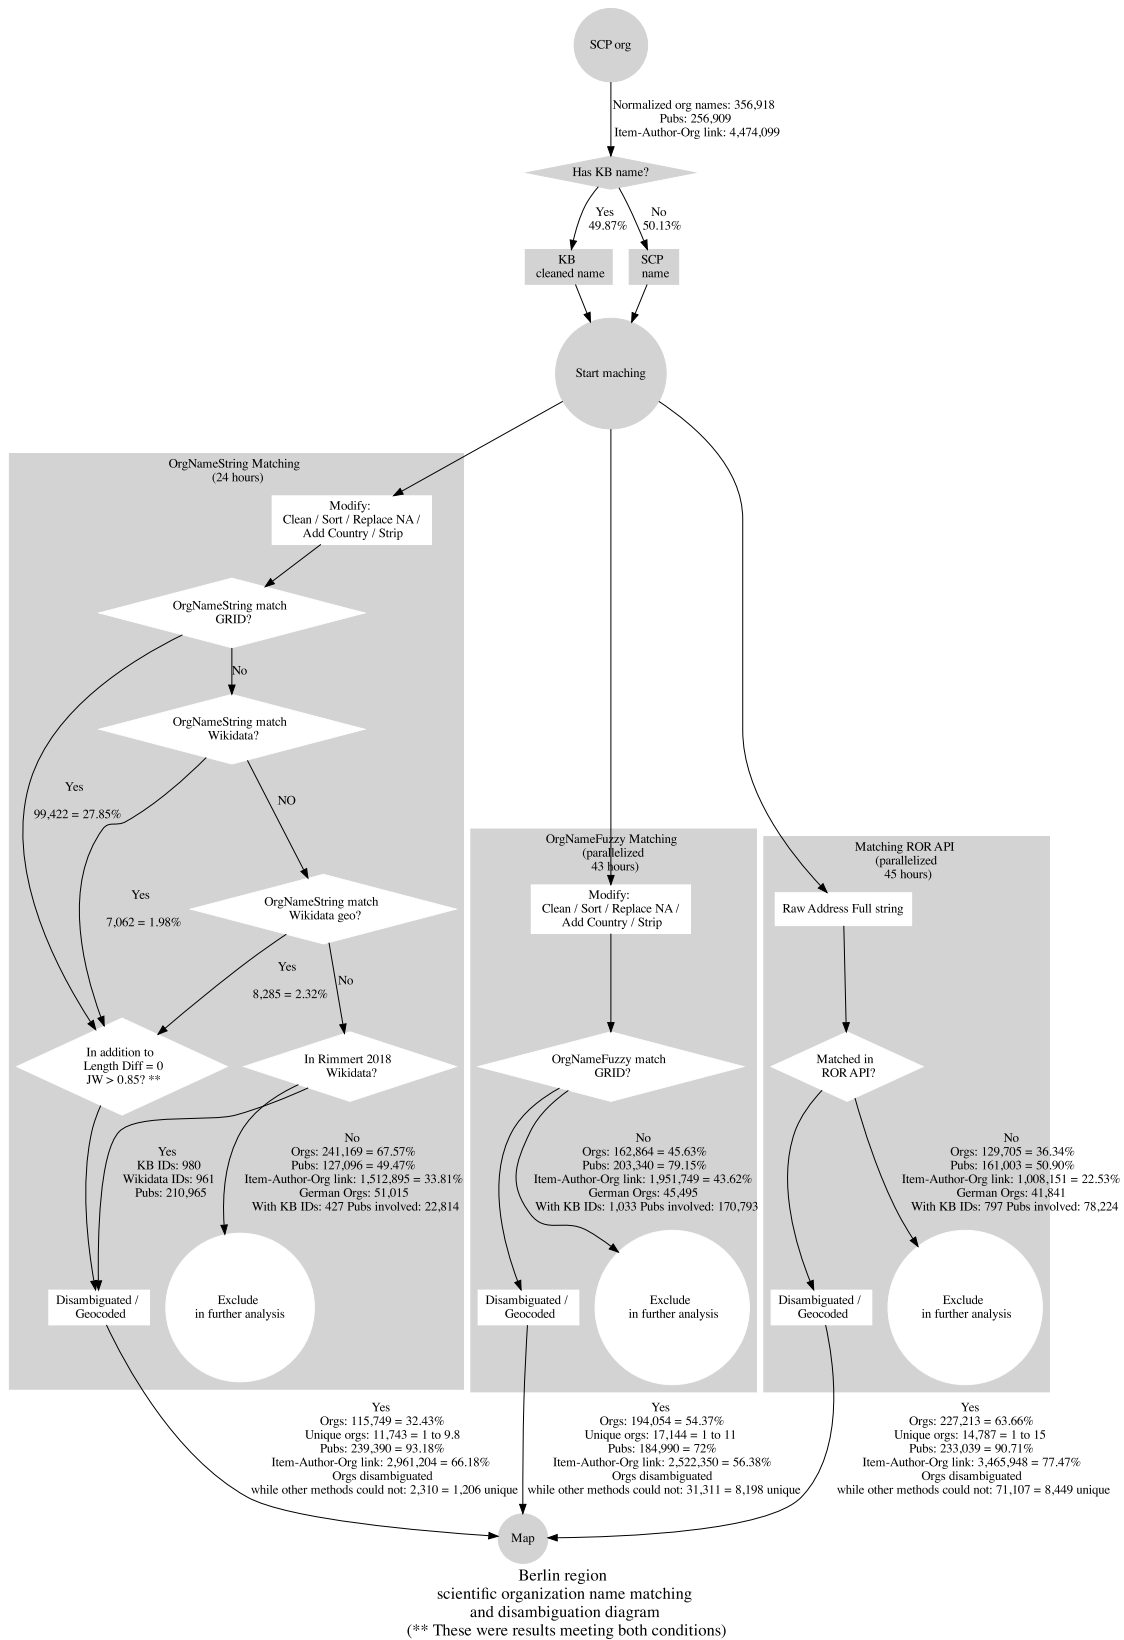 SCP org
Normalized org names: 356,918
Pubs: 256,909
Item-Author-Org link: 4,474,099
Has KB name?
Yes
49.87%
No
50.13%
KB
cleaned name
SCP
name
Start maching
OrgNameString Matching
(24 hours)
Modify:
Clean / Sort / Replace NA /
Add Country / Strip
OrgNameString match
GRID?
No
OrgNameString match
Wikidata?
Yes
99,422 = 27.85%
NO
OrgNameString match
Wikidata geo?
Yes
7,062 = 1.98%
Yes
8,285 = 2.32%
No
In addition to
Length Diff = 0
JW > 0.85? **
In Rimmert 2018
Wikidata?
Yes
KB IDs: 980
Wikidata IDs: 961
Pubs: 210,965
No
Orgs: 241,169 = 67.57%
Pubs: 127,096 = 49.47%
Item-Author-Org link: 1,512,895 = 33.81%
German Orgs: 51,015
With KB IDs: 427 Pubs involved: 22,814
Disambiguated /
Geocoded
Exclude
in further analysis
OrgNameFuzzy Matching
(parallelized
43 hours)
Modify:
Clean / Sort / Replace NA /
Add Country / Strip
OrgNameFuzzy match
GRID?
No
Orgs: 162,864 = 45.63%
Pubs: 203,340 = 79.15%
Item-Author-Org link: 1,951,749 = 43.62%
German Orgs: 45,495
With KB IDs: 1,033 Pubs involved: 170,793
Disambiguated /
Geocoded
Exclude
in further analysis
Matching ROR API
(parallelized
45 hours)
Raw Address Full string
Matched in
ROR API?
No
Orgs: 129,705 = 36.34%
Pubs: 161,003 = 50.90%
Item-Author-Org link: 1,008,151 = 22.53%
German Orgs: 41,841
With KB IDs: 797 Pubs involved: 78,224
Disambiguated /
Geocoded
Exclude
in further analysis
Yes
Orgs: 115,749 = 32.43%
Unique orgs: 11,743 = 1 to 9.8
Pubs: 239,390 = 93.18%
Item-Author-Org link: 2,961,204 = 66.18%
Orgs disambiguated
while other methods could not: 2,310 = 1,206 unique
Yes
Orgs: 194,054 = 54.37%
Unique orgs: 17,144 = 1 to 11
Pubs: 184,990 = 72%
Item-Author-Org link: 2,522,350 = 56.38%
Orgs disambiguated
while other methods could not: 31,311 = 8,198 unique
Yes
Orgs: 227,213 = 63.66%
Unique orgs: 14,787 = 1 to 15
Pubs: 233,039 = 90.71%
Item-Author-Org link: 3,465,948 = 77.47%
Orgs disambiguated
while other methods could not: 71,107 = 8,449 unique
Map
Berlin region
scientific organization name matching
and disambiguation diagram
(** These were results meeting both conditions)